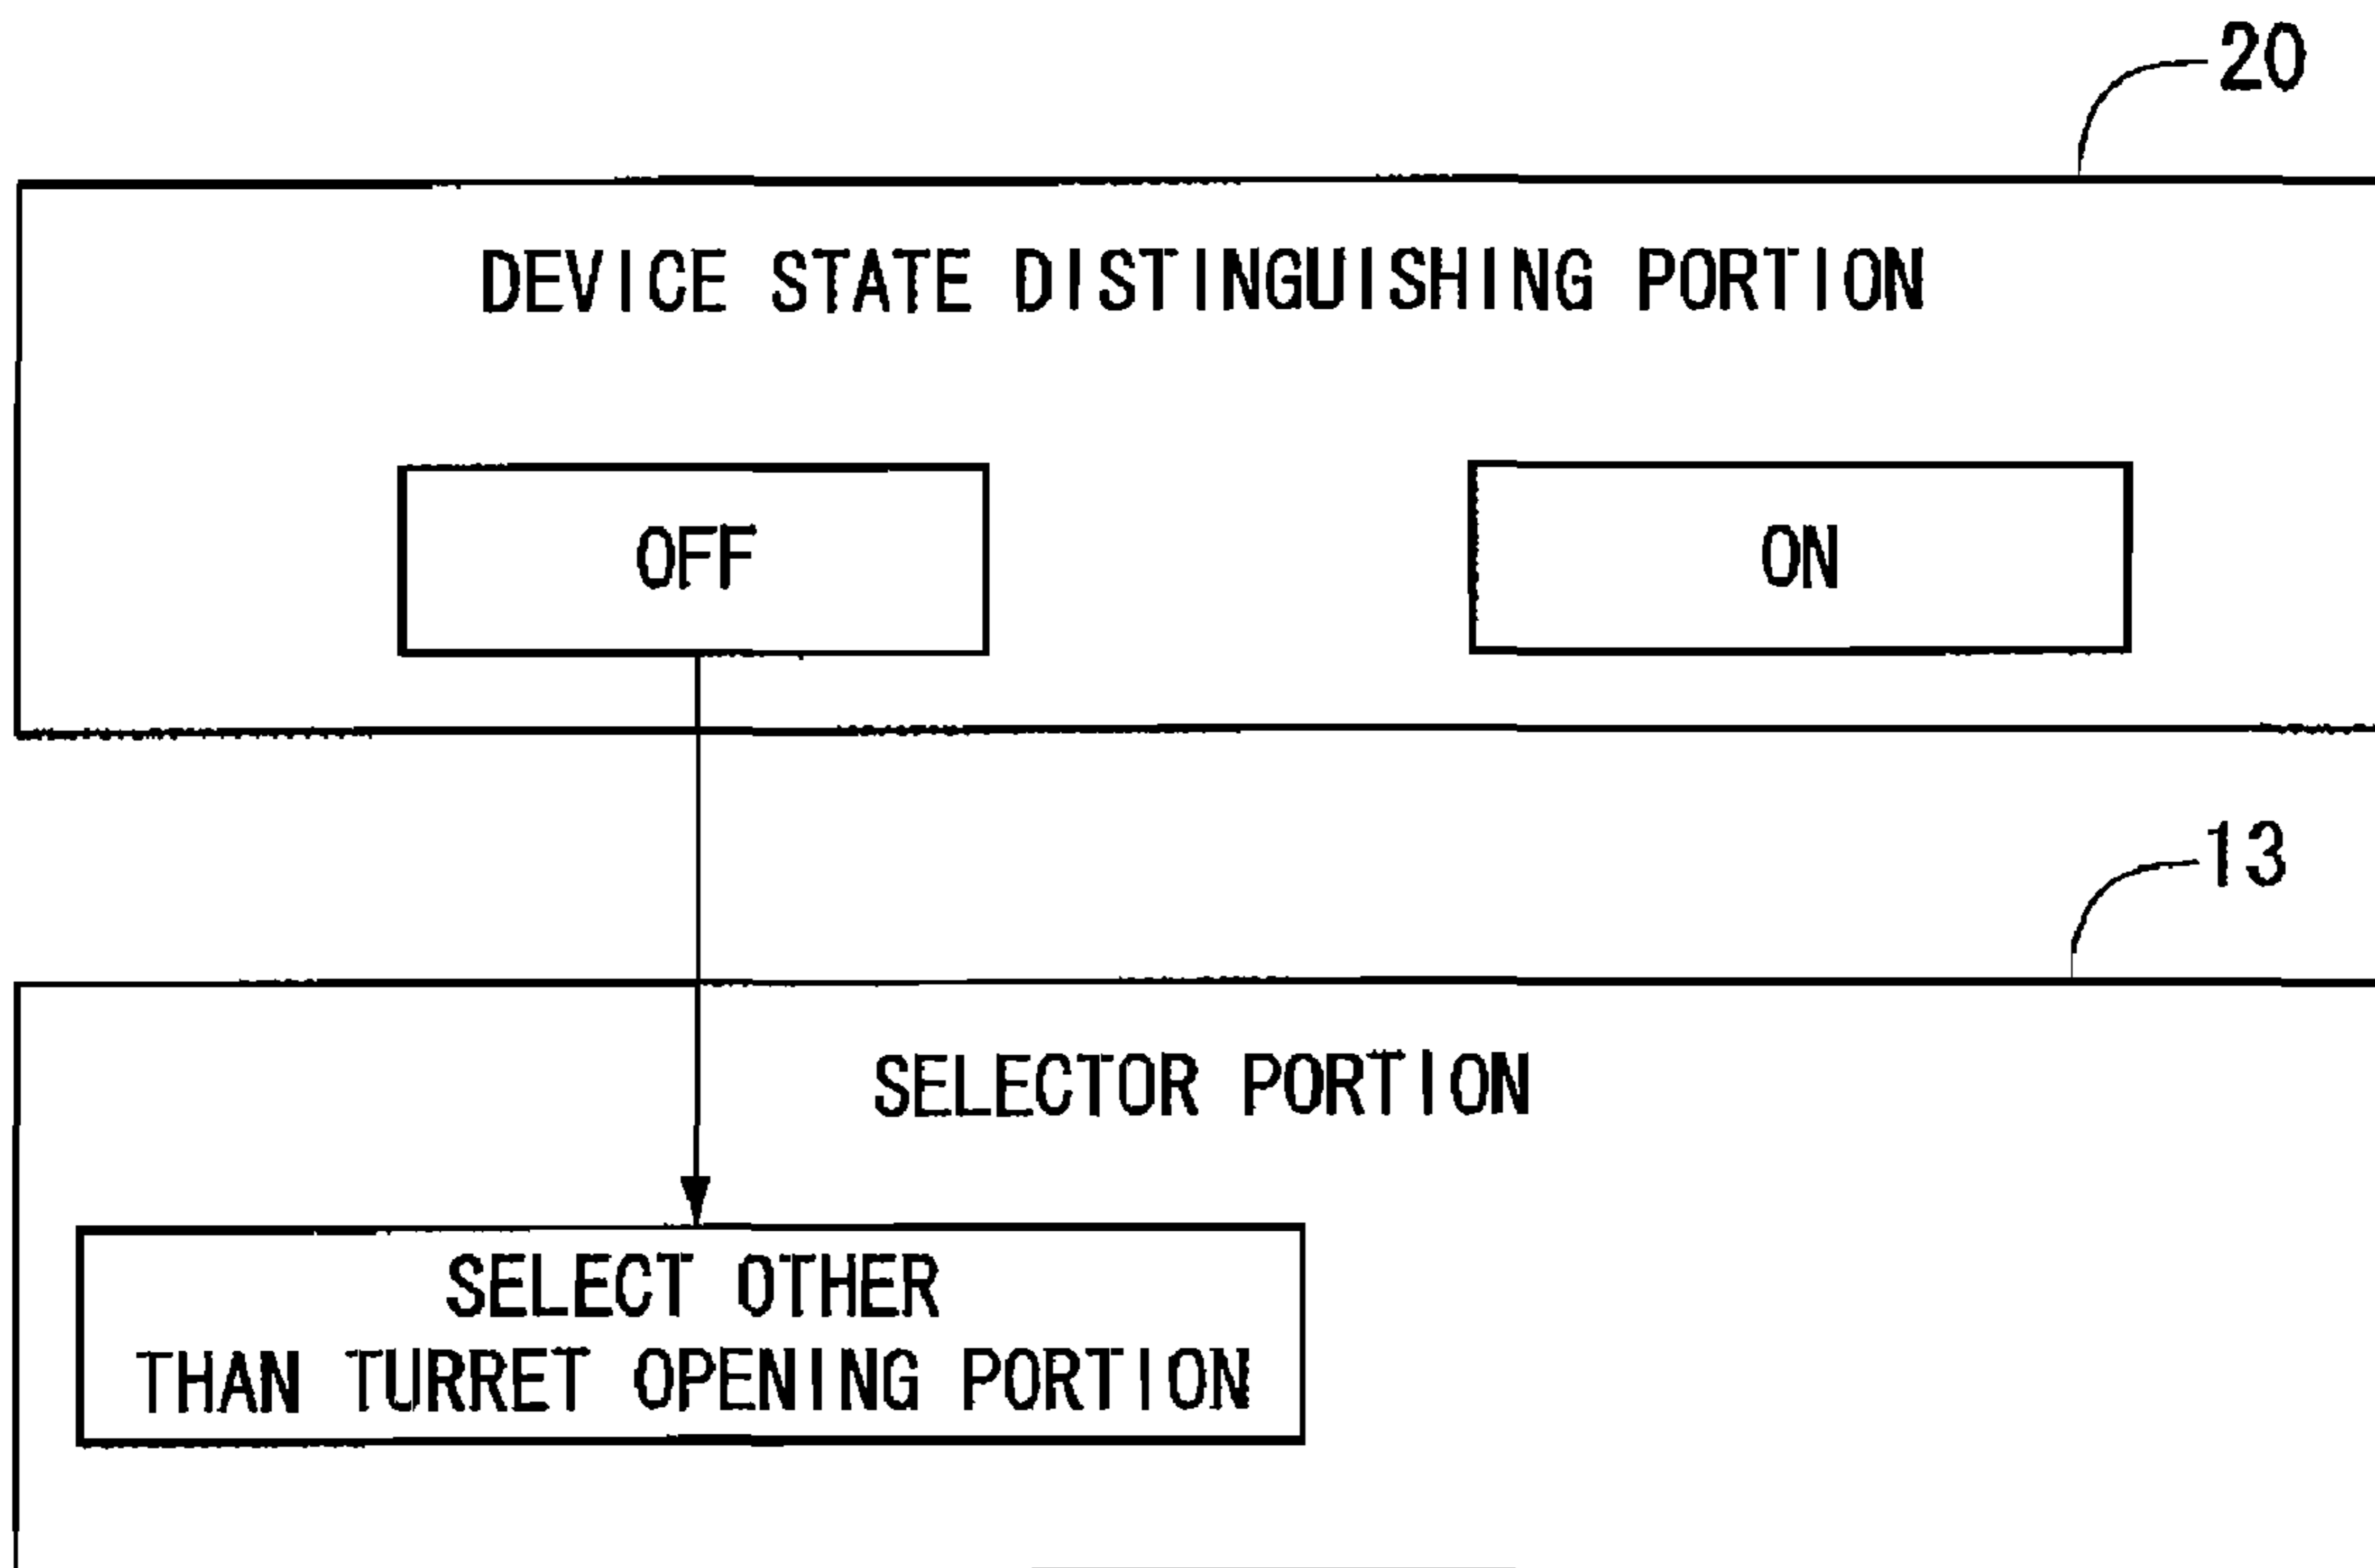 20
DEVICE STATE DISTINGUISHING PORTION
OFF
ON
13
SELECTOR PORTION
SELECT OTHER
THAN TURRET OPENING PORTION